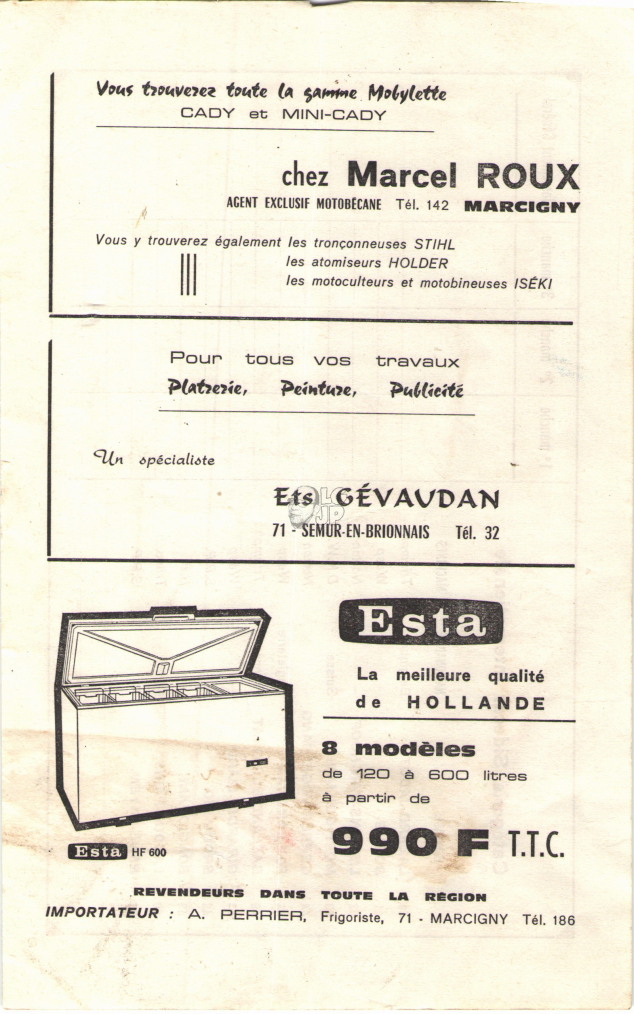 Vous trouverez toute la gamme Mobylette
CADY et MINI-CADY
chez Marcel ROUX
AGENT EXCLUSIF MOTOBÉCANE Tél. 142 MARCIGNY
Vous y trouverez également les tronçonneuses STIHL
les atomiseurs HOLDER
les motoculteurs et motobineuses ISÉKI
Pour tous vos travaux
Platrerie, Peinture, Publicité
Un spécialiste
Ets GÉVAUDAN
71 - SEMUR-EN-BRIONNAIS Tél. 32
Esta
La meilleure qualité
de HOLLANDE
8 modèles
de 120 à 600 litres
à partir de
990 F T.T.C.
Esta HF 600
REVENDEURS DANS TOUTE LA RÉGION
IMPORTATEUR : A. PERRIER, Frigoriste, 71 - MARCIGNY Tél. 186